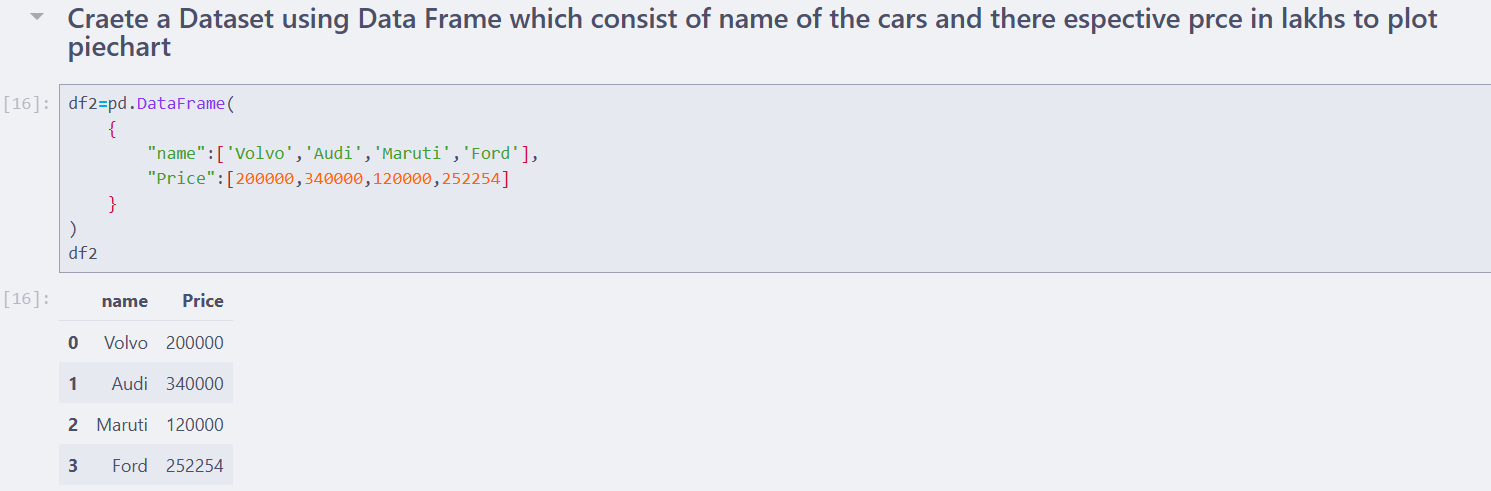 Craete a Dataset using Data Frame which consist of name of the cars and there espective prce in lakhs to plot
piechart
[16]: df2=pd.DataFrame(
{
"name":['Volvo','Audi','Maruti','Ford'],
"Price":[200000,340000,120000,252254]
}
)
df2
[16]: name Price
0 Volvo 200000
1 Audi 340000
2 Maruti 120000
3 Ford 252254